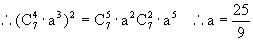 ∴(C₇⁴·a³)² = C₇⁵·a²C₇²·a⁵ ∴a = 25/9